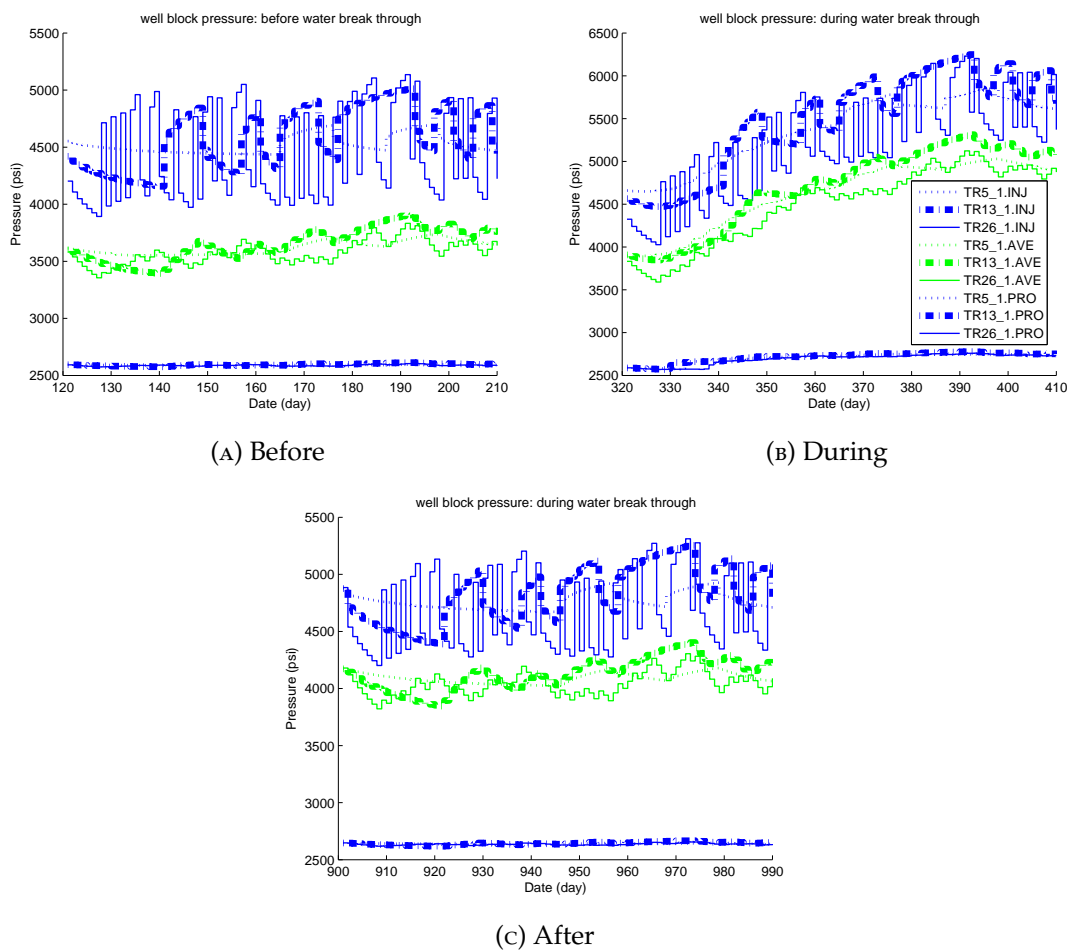 well block pressure: before water break through
5500
5000
4500
4000
3500
3000
2500
Pressure (psi)
120 130 140 150 160 170 180 190 200 210
Date (day)
(A) Before
well block pressure: during water break through
6500
6000
5500
5000
4500
4000
3500
3000
2500
Pressure (psi)
TR5_1.INJ
TR13_1.INJ
TR26_1.INJ
TR5_1.AVE
TR13_1.AVE
TR26_1.AVE
TR5_1.PRO
TR13_1.PRO
TR26_1.PRO
320 330 340 350 360 370 380 390 400 410
Date (day)
(B) During
well block pressure: during water break through
5500
5000
4500
4000
3500
3000
2500
Pressure (psi)
900 910 920 930 940 950 960 970 980 990
Date (day)
(C) After